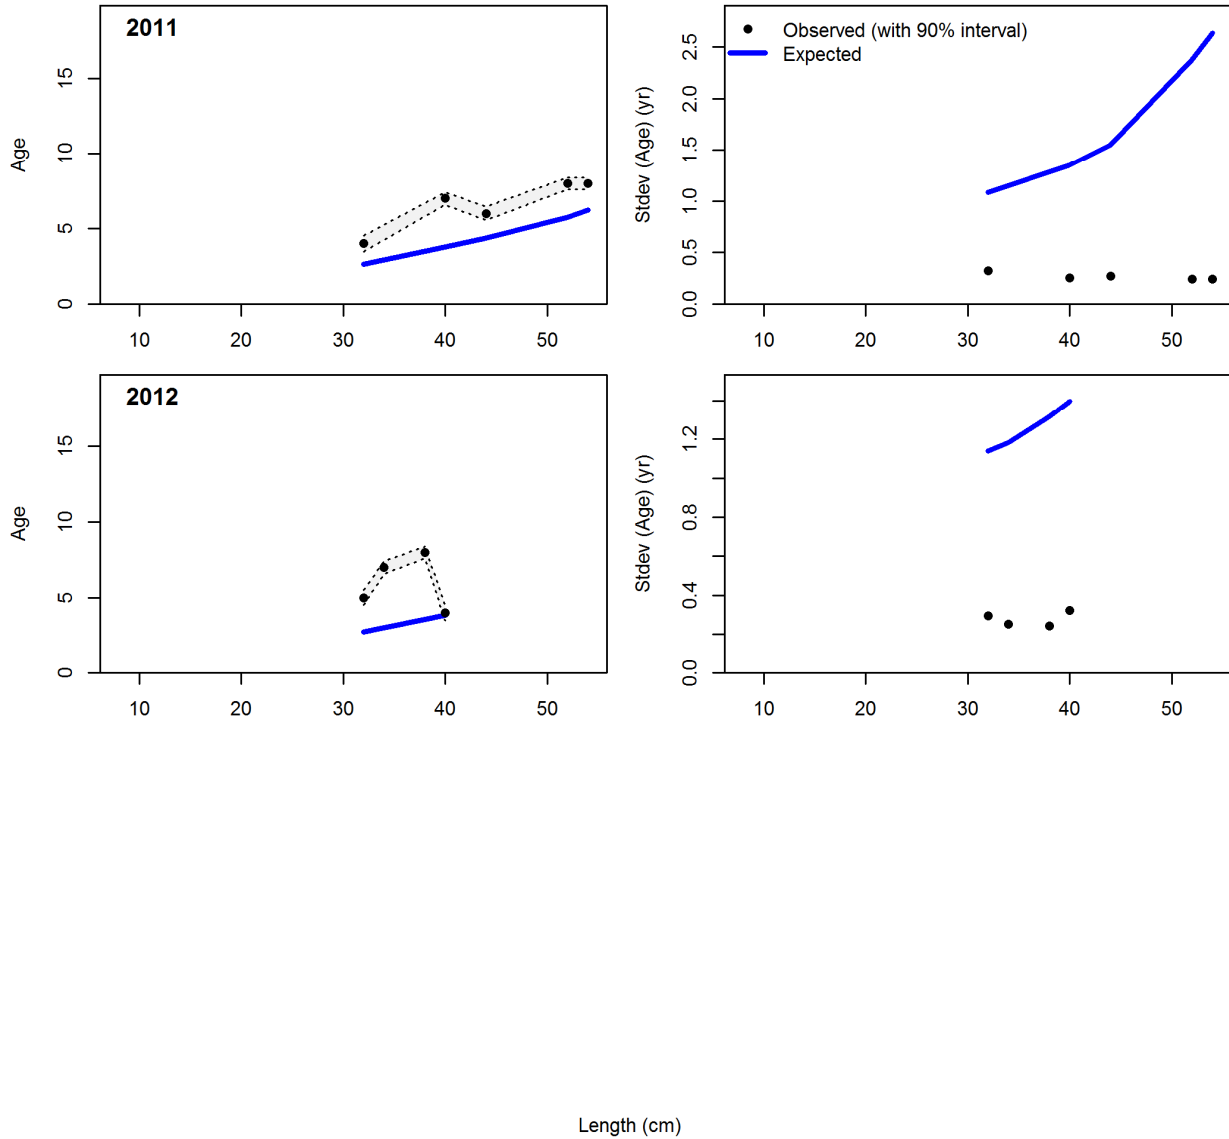 2011
Age
0 5 10 15
10 20 30 40 50
Observed (with 90% interval)
Expected
Stdev (Age) (yr)
0.0 0.5 1.0 1.5 2.0 2.5
10 20 30 40 50
2012
Age
0 5 10 15
10 20 30 40 50
Stdev (Age) (yr)
0.0 0.4 0.8 1.2
10 20 30 40 50
Length (cm)